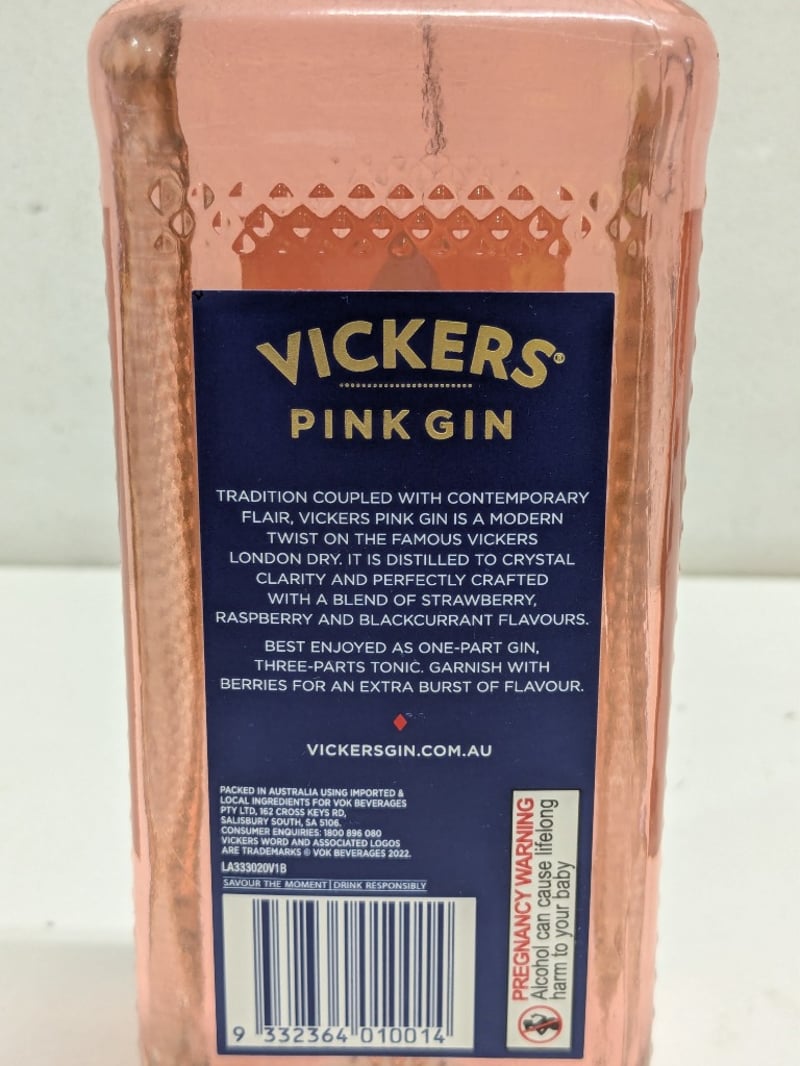 VICKERS®
PINK GIN
TRADITION COUPLED WITH CONTEMPORARY
FLAIR, VICKERS PINK GIN IS A MODERN
TWIST ON THE FAMOUS VICKERS
LONDON DRY. IT IS DISTILLED TO CRYSTAL
CLARITY AND PERFECTLY CRAFTED
WITH A BLEND OF STRAWBERRY,
RASPBERRY AND BLACKCURRANT FLAVOURS.
BEST ENJOYED AS ONE-PART GIN,
THREE-PARTS TONIC. GARNISH WITH
BERRIES FOR AN EXTRA BURST OF FLAVOUR.
VICKERSGIN.COM.AU
PACKED IN AUSTRALIA USING IMPORTED &
LOCAL INGREDIENTS FOR VOK BEVERAGES
PTY LTD, 162 CROSS KEYS RD,
SALISBURY SOUTH, SA 5106.
CONSUMER ENQUIRIES: 1800 896 080
VICKERS WORD AND ASSOCIATED LOGOS
ARE TRADEMARKS © VOK BEVERAGES 2022.
LA333020V1B
SAVOUR THE MOMENT | DRINK RESPONSIBLY
9 332364 010014
PREGNANCY WARNING
Alcohol can cause lifelong
harm to your baby